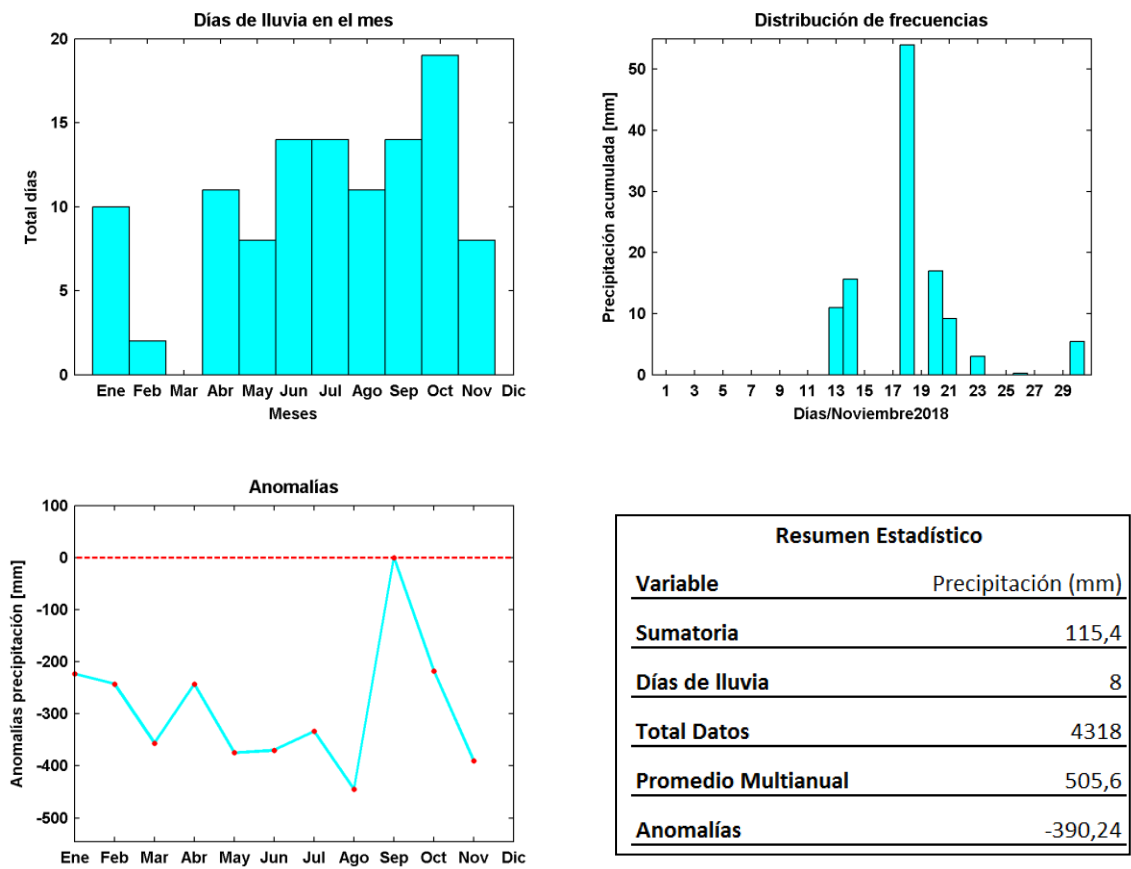 Días de lluvia en el mes
20
15
10
5
0
Total días
Ene Feb Mar Abr May Jun Jul Ago Sep Oct Nov Dic
Meses
Distribución de frecuencias
50
40
30
20
10
0
Precipitación acumulada [mm]
1 3 5 7 9 11 13 15 17 19 21 23 25 27 29
Días/Noviembre2018
Anomalías
100
0
-100
-200
-300
-400
-500
Anomalías precipitación [mm]
Ene Feb Mar Abr May Jun Jul Ago Sep Oct Nov Dic
Resumen Estadístico
Variable Precipitación (mm)
Sumatoria 115,4
Días de lluvia 8
Total Datos 4318
Promedio Multianual 505,6
Anomalías -390,24